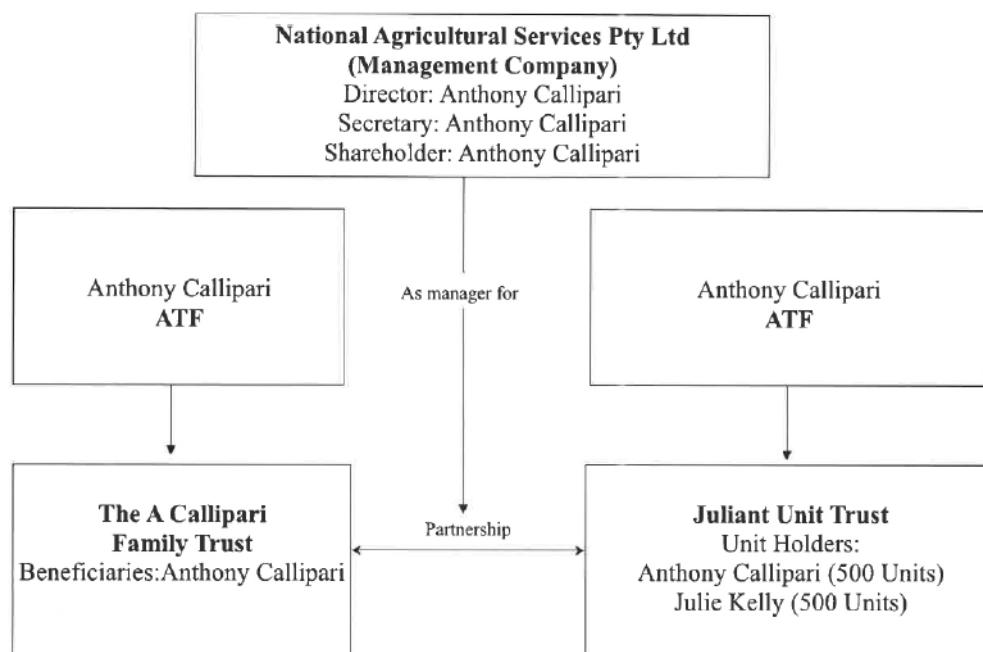 National Agricultural Services Pty Ltd
(Management Company)
Director: Anthony Callipari
Secretary: Anthony Callipari
Shareholder: Anthony Callipari
Anthony Callipari
ATF
As manager for
Anthony Callipari
ATF
The A Callipari
Family Trust
Beneficiaries:Anthony Callipari
Partnership
Juliant Unit Trust
Unit Holders:
Anthony Callipari (500 Units)
Julie Kelly (500 Units)